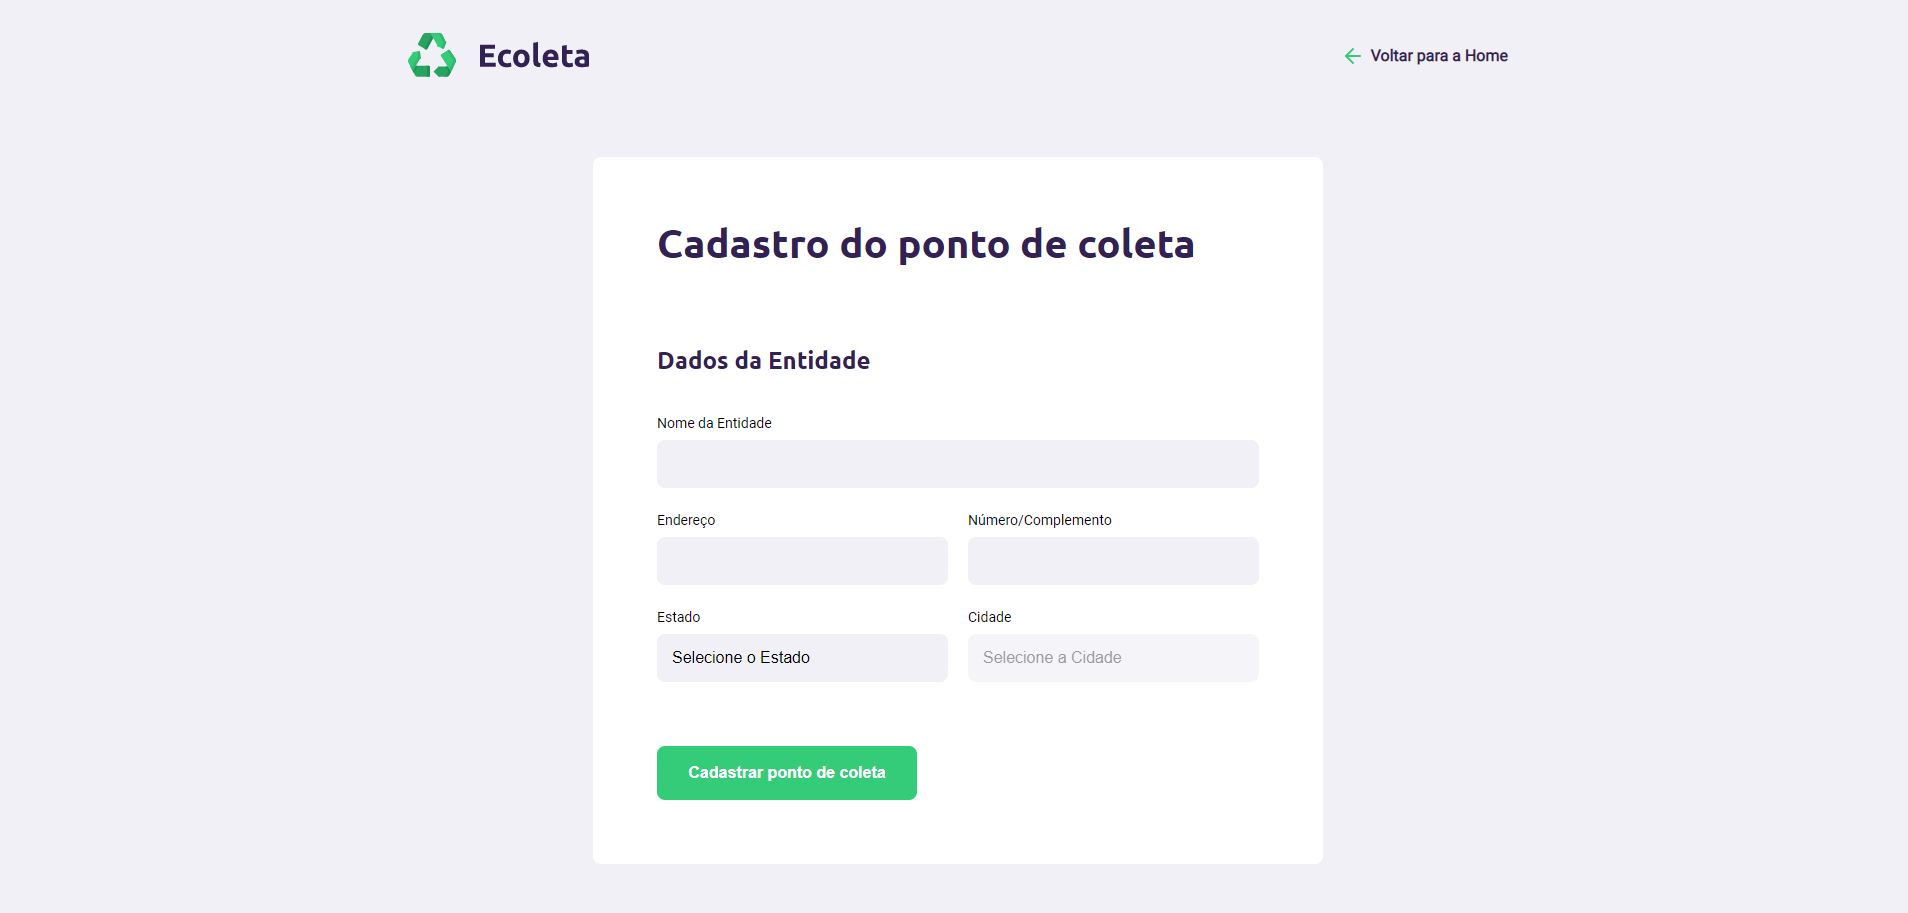 Ecoleta
Voltar para a Home
Cadastro do ponto de coleta
Dados da Entidade
Nome da Entidade
Endereço
Número/Complemento
Estado
Cidade
Selecione o Estado
Selecione a Cidade
Cadastrar ponto de coleta